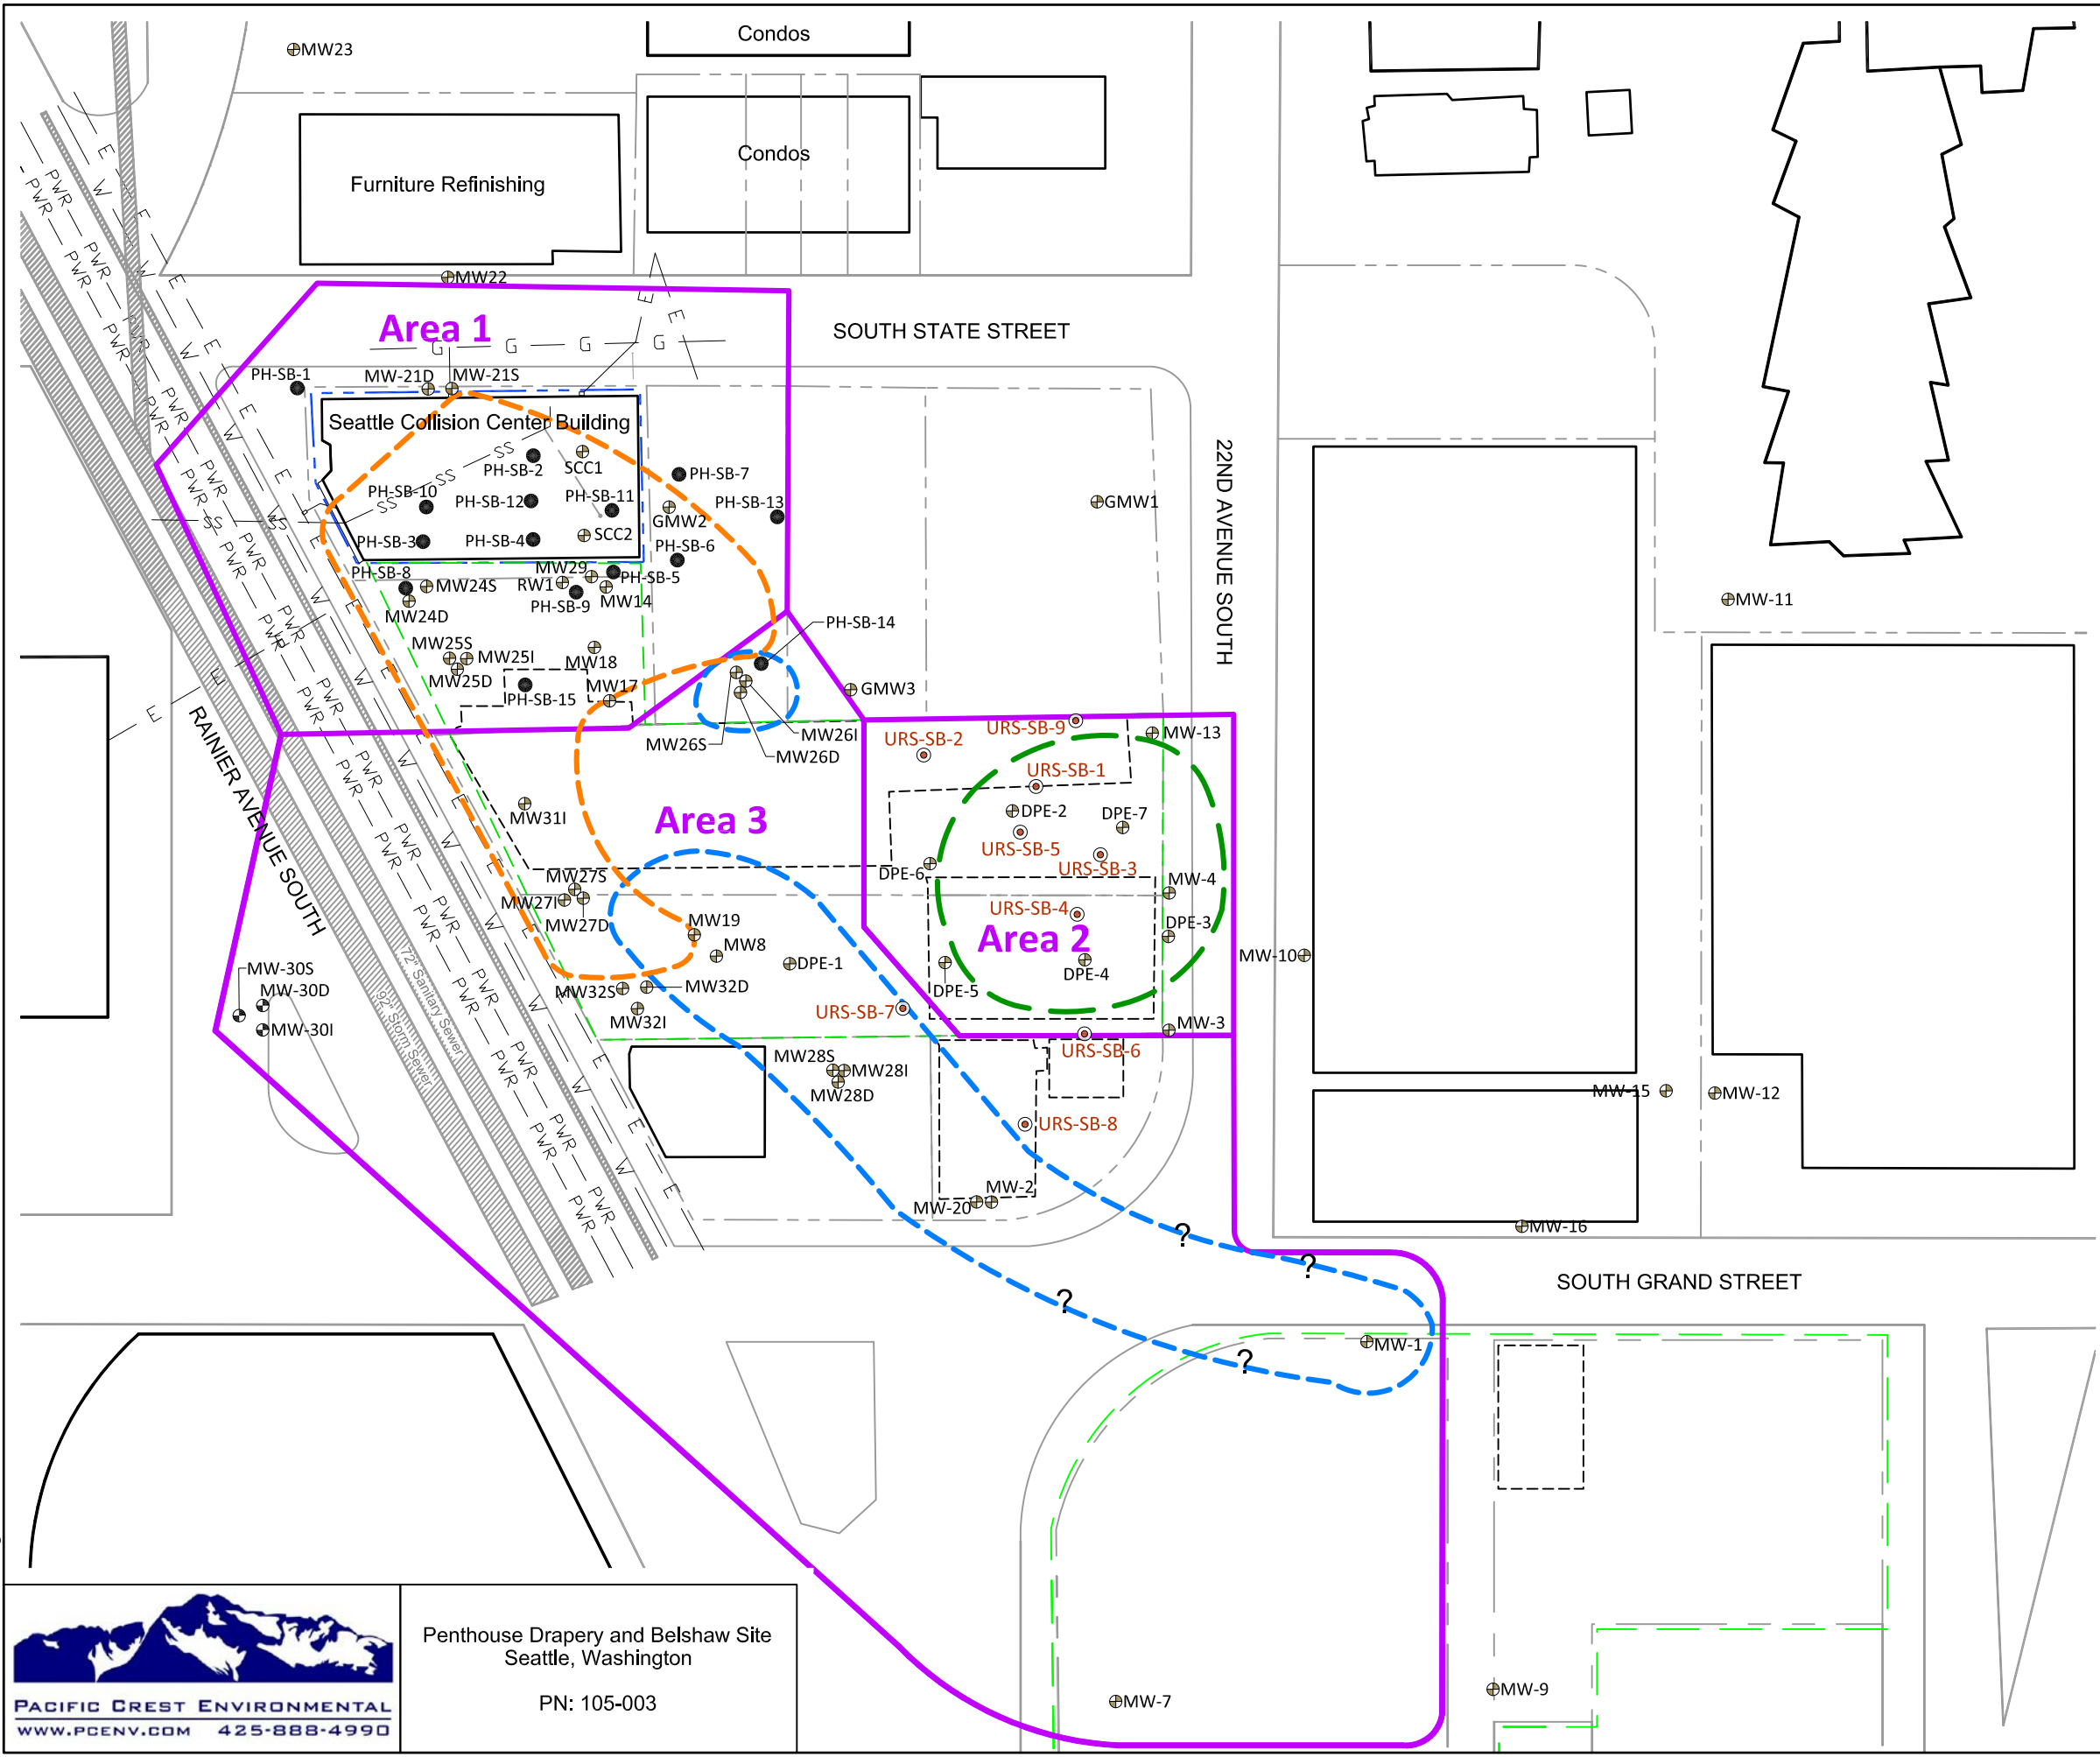 Condos
MW23
Condos
Furniture Refinishing
MW22
Area 1
SOUTH STATE STREET
G G G G
PH-SB-1
MW-21D
MW-21S
Seattle Collision Center Building
PH-SB-2
SCC1
PH-SB-7
PH-SB-10
PH-SB-12
PH-SB-11
PH-SB-13
GMW2
GMW1
PH-SB-3
PH-SB-4
SCC2
PH-SB-6
PH-SB-8
MW24S
MW29
RW1
PH-SB-5
PH-SB-9
MW14
MW24D
22ND AVENUE SOUTH
MW-11
PH-SB-14
MW25S
MW25I
MW18
MW25D
PH-SB-15
MW17
GMW3
MW26S
MW26I
MW26D
URS-SB-2
URS-SB-9
MW-13
RAINIER AVENUE SOUTH
URS-SB-1
MW31I
Area 3
DPE-2
DPE-7
URS-SB-5
DPE-6
URS-SB-3
MW27S
MW27I
MW27D
MW-4
URS-SB-4
MW19
DPE-3
Area 2
MW8
DPE-1
MW-10
DPE-5
DPE-4
MW-30S
MW-30D
MW-30I
MW32S
MW32D
MW32I
URS-SB-7
MW-3
URS-SB-6
72" Sanitary Sewer
92" Storm Sewer
MW28S
MW28I
MW28D
MW-15
MW-12
URS-SB-8
MW-2
MW-20
MW-16
?
?
?
?
SOUTH GRAND STREET
MW-1
MW-7
MW-9
PACIFIC CREST ENVIRONMENTAL
WWW.PCENV.COM 425-888-4990
Penthouse Drapery and Belshaw Site
Seattle, Washington
PN: 105-003